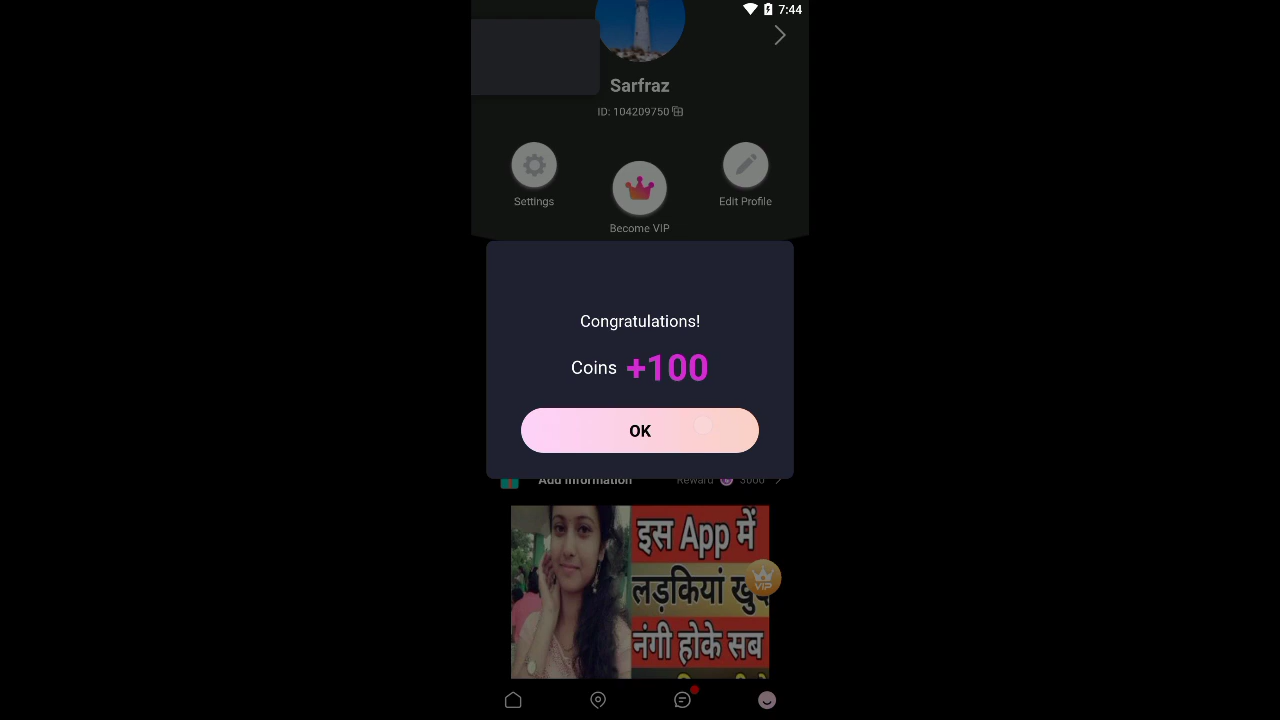 7:44
Sarfraz
ID: 104209750
Settings
Become VIP
Edit Profile
Congratulations!
Coins +100
OK
Add Information
Reward 3000
इस App में
लड़कियां खुद
VIP
नंगी होके सब